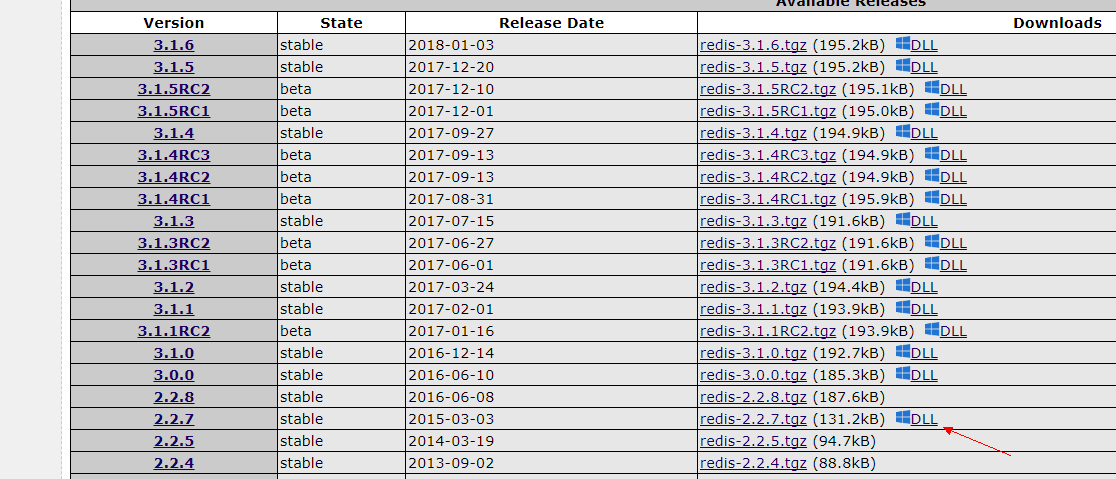 Available Releases
Version State Release Date Downloads
3.1.6 stable 2018-01-03 redis-3.1.6.tgz (195.2kB) DLL
3.1.5 stable 2017-12-20 redis-3.1.5.tgz (195.2kB) DLL
3.1.5RC2 beta 2017-12-10 redis-3.1.5RC2.tgz (195.1kB) DLL
3.1.5RC1 beta 2017-12-01 redis-3.1.5RC1.tgz (195.0kB) DLL
3.1.4 stable 2017-09-27 redis-3.1.4.tgz (194.9kB) DLL
3.1.4RC3 beta 2017-09-13 redis-3.1.4RC3.tgz (194.9kB) DLL
3.1.4RC2 beta 2017-09-13 redis-3.1.4RC2.tgz (194.9kB) DLL
3.1.4RC1 beta 2017-08-31 redis-3.1.4RC1.tgz (195.9kB) DLL
3.1.3 stable 2017-07-15 redis-3.1.3.tgz (191.6kB) DLL
3.1.3RC2 beta 2017-06-27 redis-3.1.3RC2.tgz (191.6kB) DLL
3.1.3RC1 beta 2017-06-01 redis-3.1.3RC1.tgz (191.6kB) DLL
3.1.2 stable 2017-03-24 redis-3.1.2.tgz (194.4kB) DLL
3.1.1 stable 2017-02-01 redis-3.1.1.tgz (193.9kB) DLL
3.1.1RC2 beta 2017-01-16 redis-3.1.1RC2.tgz (193.9kB) DLL
3.1.0 stable 2016-12-14 redis-3.1.0.tgz (192.7kB) DLL
3.0.0 stable 2016-06-10 redis-3.0.0.tgz (185.3kB) DLL
2.2.8 stable 2016-06-08 redis-2.2.8.tgz (187.6kB)
2.2.7 stable 2015-03-03 redis-2.2.7.tgz (131.2kB) DLL
2.2.5 stable 2014-03-19 redis-2.2.5.tgz (94.7kB)
2.2.4 stable 2013-09-02 redis-2.2.4.tgz (88.8kB)